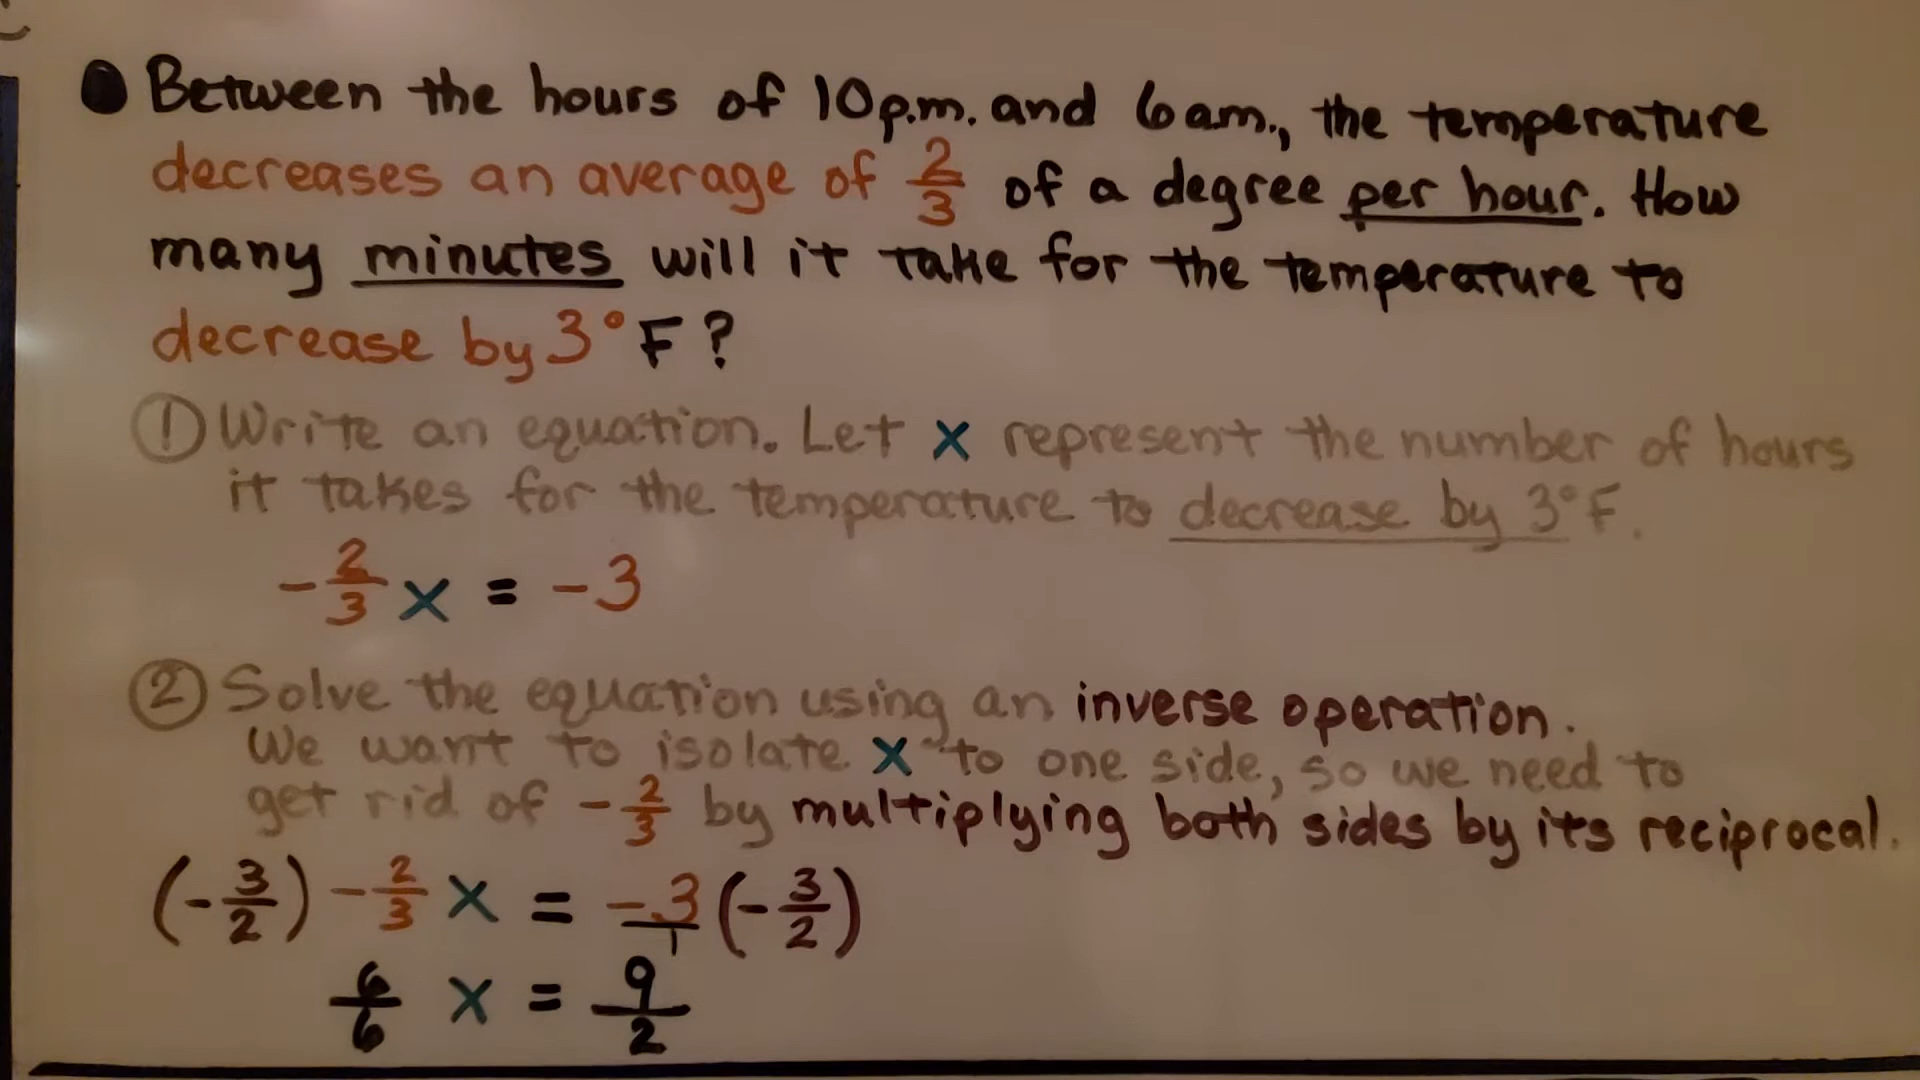 Between the hours of 10p.m. and 6am., the temperature
decreases an average of 2/3 of a degree per hour. How
many minutes will it take for the temperature to
decrease by 3°F?
① Write an equation. Let x represent the number of hours
it takes for the temperature to decrease by 3°F.
-2/3 x = -3
② Solve the equation using an inverse operation.
We want to isolate x to one side, so we need to
get rid of -2/3 by multiplying both sides by its reciprocal.
(-3/2) -2/3 x = -3/1 (-3/2)
6/6 x = 9/2